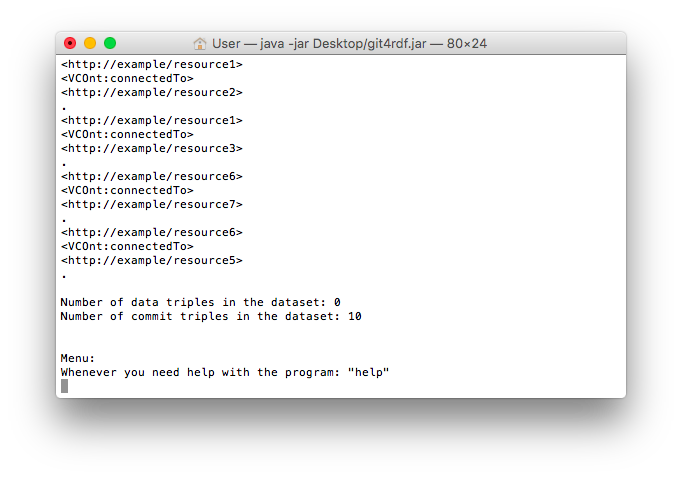 User — java -jar Desktop/git4rdf.jar — 80×24
<http://example/resource1>
<VCOnt:connectedTo>
<http://example/resource2>
.
<http://example/resource1>
<VCOnt:connectedTo>
<http://example/resource3>
.
<http://example/resource6>
<VCOnt:connectedTo>
<http://example/resource7>
.
<http://example/resource6>
<VCOnt:connectedTo>
<http://example/resource5>
.
Number of data triples in the dataset: 0
Number of commit triples in the dataset: 10
Menu:
Whenever you need help with the program: "help"